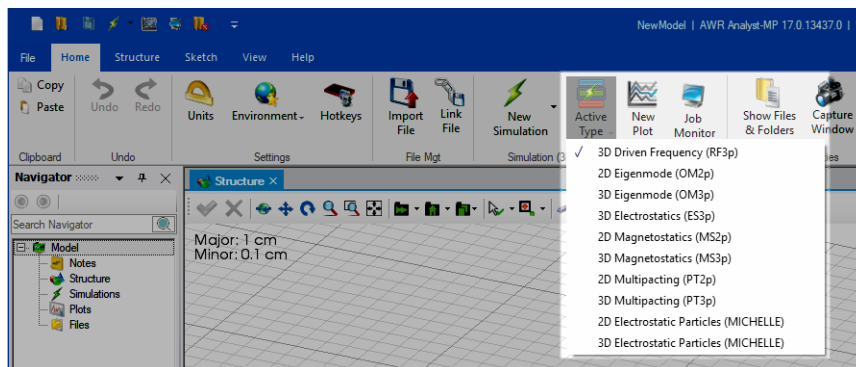 NewModel | AWR Analyst-MP 17.0.13437.0 |
File Home Structure Sketch View Help
Copy
Paste
Undo Redo
Units Environment Hotkeys
Import File
Link File
New Simulation
Active Type
New Plot
Job Monitor
Show Files & Folders
Capture Window
Clipboard Undo Settings File Mgt Simulation (3
✓ 3D Driven Frequency (RF3p)
2D Eigenmode (OM2p)
3D Eigenmode (OM3p)
3D Electrostatics (ES3p)
2D Magnetostatics (MS2p)
3D Magnetostatics (MS3p)
2D Multipacting (PT2p)
3D Multipacting (PT3p)
2D Electrostatic Particles (MICHELLE)
3D Electrostatic Particles (MICHELLE)
Navigator
Search Navigator
Model
Notes
Structure
Simulations
Plots
Files
Structure ×
Major: 1 cm
Minor: 0.1 cm